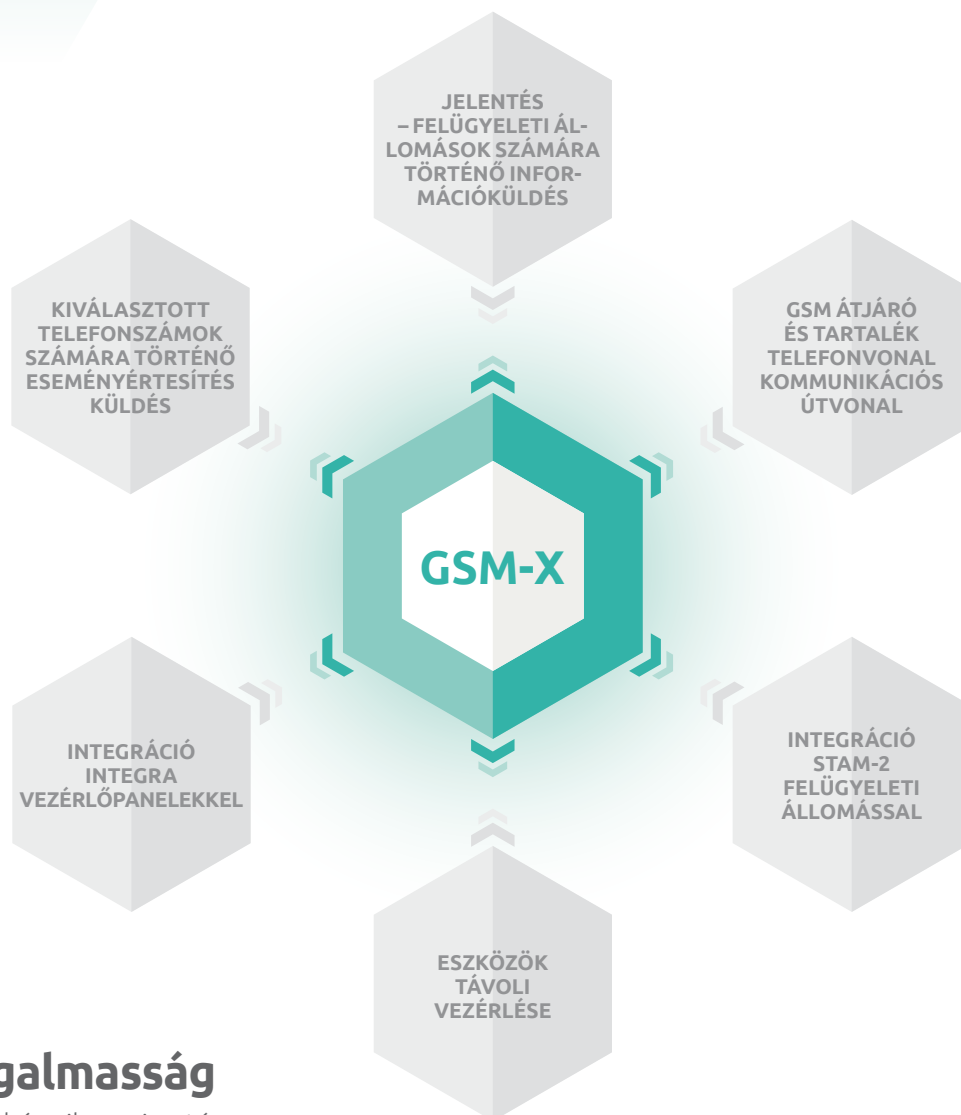 JELENTÉS
– FELÜGYELETI ÁL-
LOMÁSOK SZÁMÁRA
TÖRTÉNŐ INFOR-
MÁCIÓKÜLDÉS
KIVÁLASZTOTT
TELEFONSZÁMOK
SZÁMÁRA TÖRTÉNŐ
ESEMÉNYÉRTESÍTÉS
KÜLDÉS
GSM ÁTJÁRÓ
ÉS TARTALÉK
TELEFONVONAL
KOMMUNIKÁCIÓS
ÚTVONAL
GSM-X
INTEGRÁCIÓ
INTEGRA
VEZÉRLŐPANELEKKEL
INTEGRÁCIÓ
STAM-2
FELÜGYELETI
ÁLLOMÁSSAL
ESZKÖZÖK
TÁVOLI
VEZÉRLÉSE
galmasság